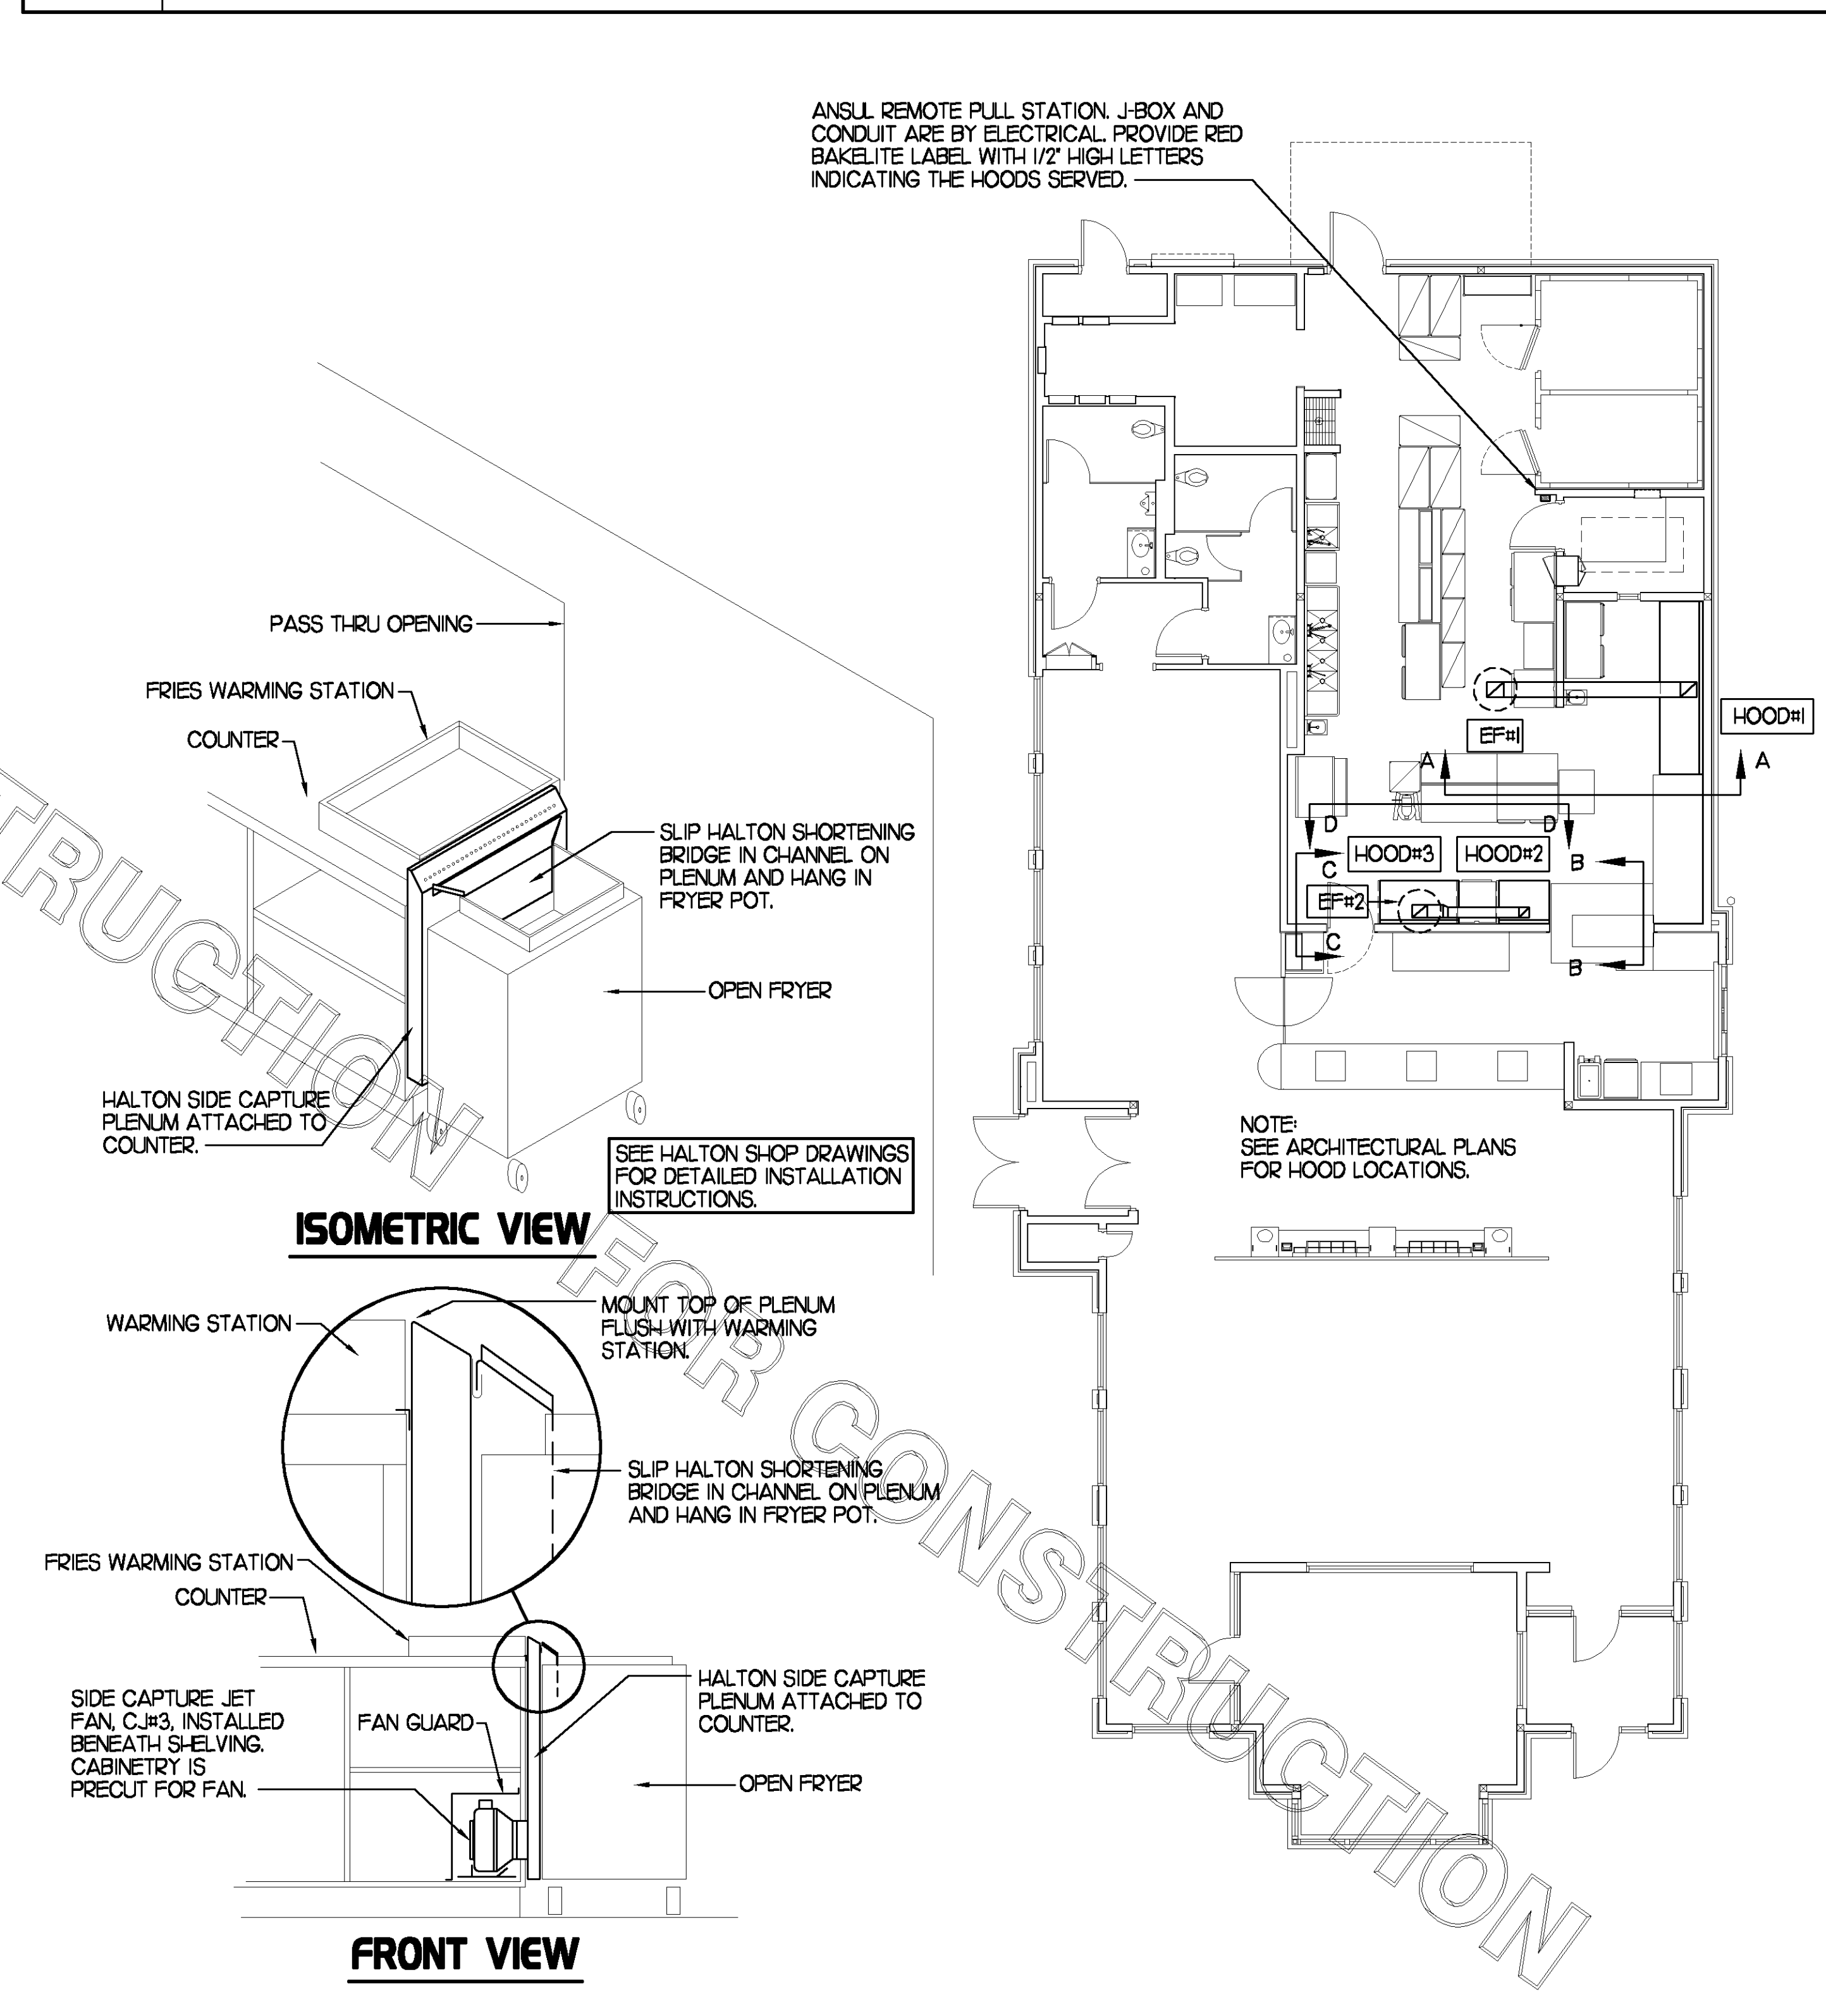 ANSUL REMOTE PULL STATION. J-BOX AND
CONDUIT ARE BY ELECTRICAL. PROVIDE RED
BAKELITE LABEL WITH 1/2" HIGH LETTERS
INDICATING THE HOODS SERVED.
PASS THRU OPENING
FRIES WARMING STATION
COUNTER
SLIP HALTON SHORTENING
BRIDGE IN CHANNEL ON
PLENUM AND HANG IN
FRYER POT.
OPEN FRYER
HALTON SIDE CAPTURE
PLENUM ATTACHED TO
COUNTER.
SEE HALTON SHOP DRAWINGS
FOR DETAILED INSTALLATION
INSTRUCTIONS.
ISOMETRIC VIEW
WARMING STATION
MOUNT TOP OF PLENUM
FLUSH WITH WARMING
STATION.
SLIP HALTON SHORTENING
BRIDGE IN CHANNEL ON PLENUM
AND HANG IN FRYER POT.
FRIES WARMING STATION
COUNTER
SIDE CAPTURE JET
FAN, CJ#3, INSTALLED
BENEATH SHELVING.
CABINETRY IS
PRECUT FOR FAN.
FAN GUARD
HALTON SIDE CAPTURE
PLENUM ATTACHED TO
COUNTER.
OPEN FRYER
FRONT VIEW
HOOD#1
EF#1
A
A
D
D
HOOD#3
HOOD#2
B
C
EF#2
C
B
NOTE:
SEE ARCHITECTURAL PLANS
FOR HOOD LOCATIONS.
TRUCTION FOR CONSTRUCTION